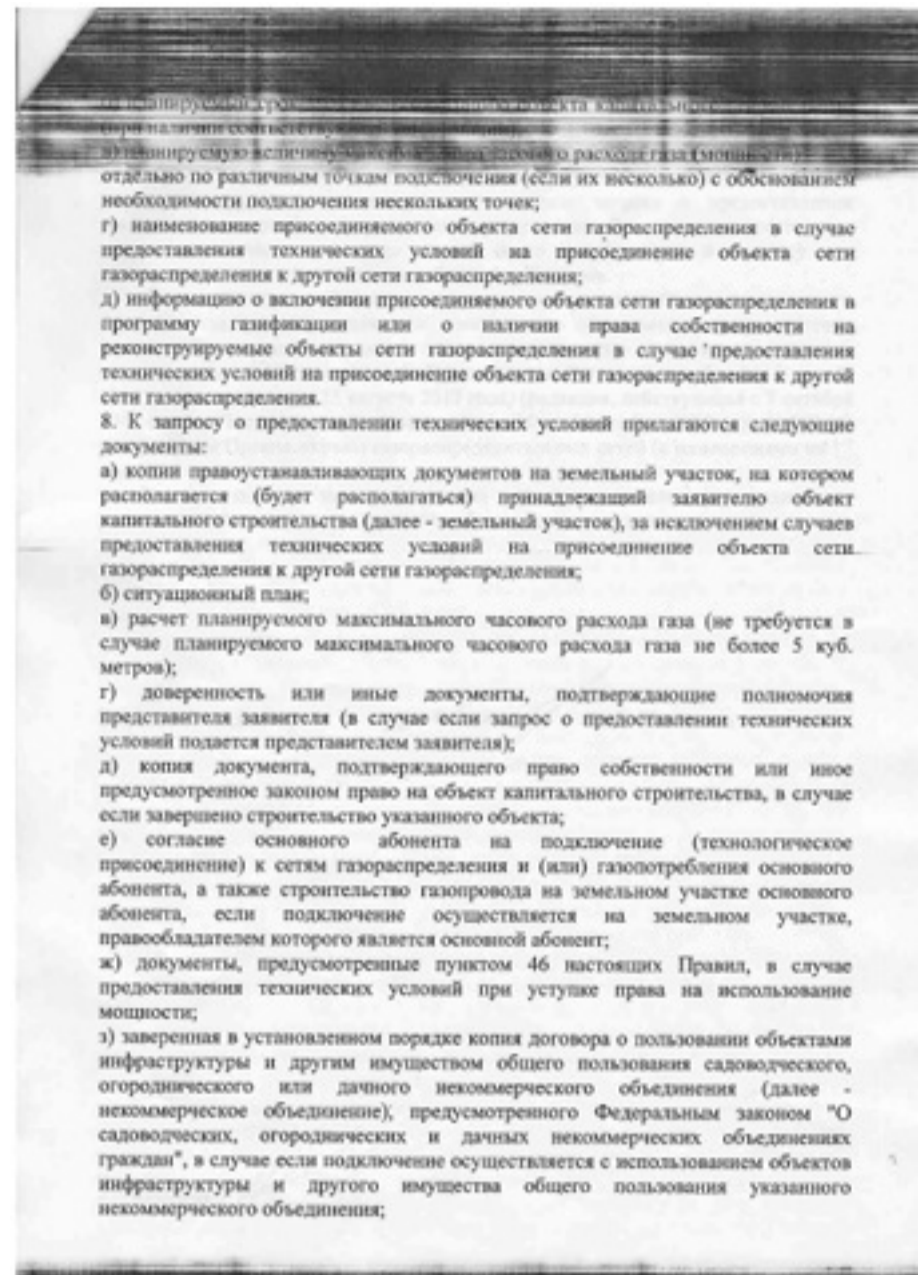 б) планируемый срок
(при наличии соответствующей
в) планируемую величину максимального часового расхода газа (мощности)
отдельно по различным точкам подключения (если их несколько) с обоснованием
необходимости подключения нескольких точек;
г) наименование присоединяемого объекта сети газораспределения в случае
предоставления технических условий на присоединение объекта сети
газораспределения к другой сети газораспределения;
д) информацию о включении присоединяемого объекта сети газораспределения в
программу газификации или о наличии права собственности на
реконструируемые объекты сети газораспределения в случае предоставления
технических условий на присоединение объекта сети газораспределения к другой
сети газораспределения.
8. К запросу о предоставлении технических условий прилагаются следующие
документы:
а) копии правоустанавливающих документов на земельный участок, на котором
располагается (будет располагаться) принадлежащий заявителю объект
капитального строительства (далее - земельный участок), за исключением случаев
предоставления технических условий на присоединение объекта сети
газораспределения к другой сети газораспределения;
б) ситуационный план;
в) расчет планируемого максимального часового расхода газа (не требуется в
случае планируемого максимального часового расхода газа не более 5 куб.
метров);
г) доверенность или иные документы, подтверждающие полномочия
представителя заявителя (в случае если запрос о предоставлении технических
условий подается представителем заявителя);
д) копия документа, подтверждающего право собственности или иное
предусмотренное законом право на объект капитального строительства, в случае
если завершено строительство указанного объекта;
е) согласие основного абонента на подключение (технологическое
присоединение) к сетям газораспределения и (или) газопотребления основного
абонента, а также строительство газопровода на земельном участке основного
абонента, если подключение осуществляется на земельном участке,
правообладателем которого является основной абонент;
ж) документы, предусмотренные пунктом 46 настоящих Правил, в случае
предоставления технических условий при уступке права на использование
мощности;
з) заверенная в установленном порядке копия договора о пользовании объектами
инфраструктуры и другим имуществом общего пользования садоводческого,
огороднического или дачного некоммерческого объединения (далее -
некоммерческое объединение), предусмотренного Федеральным законом "О
садоводческих, огороднических и дачных некоммерческих объединениях
граждан", в случае если подключение осуществляется с использованием объектов
инфраструктуры и другого имущества общего пользования указанного
некоммерческого объединения;